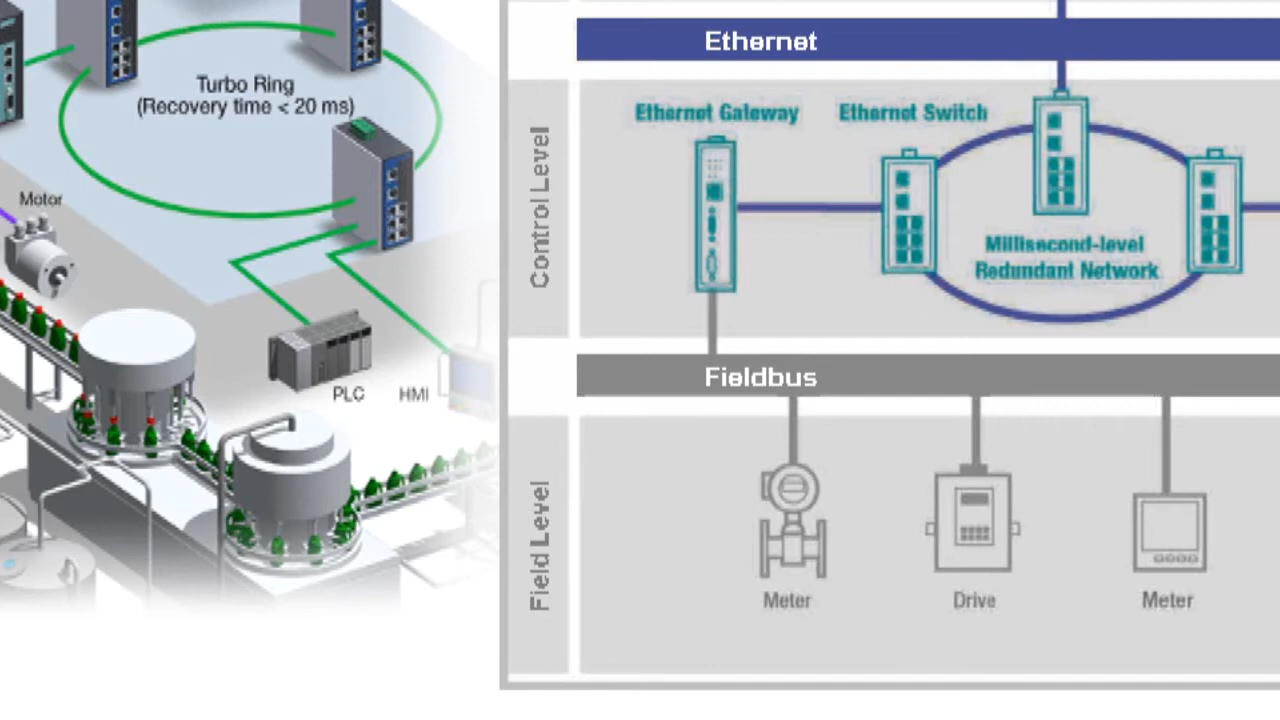 Turbo Ring
(Recovery time < 20 ms)
Motor
PLC
HMI
Ethernet
Control Level
Ethernet Gateway
Ethernet Switch
Millisecond-level
Redundant Network
Fieldbus
Field Level
Meter
Drive
Meter